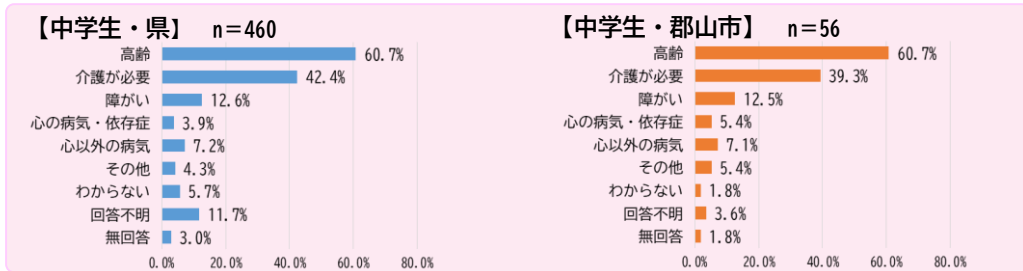 【中学生・県】 n=460
高齢 60.7%
介護が必要 42.4%
障がい 12.6%
心の病気・依存症 3.9%
心以外の病気 7.2%
その他 4.3%
わからない 5.7%
回答不明 11.7%
無回答 3.0%
0.0% 20.0% 40.0% 60.0% 80.0%
【中学生・郡山市】 n=56
高齢 60.7%
介護が必要 39.3%
障がい 12.5%
心の病気・依存症 5.4%
心以外の病気 7.1%
その他 5.4%
わからない 1.8%
回答不明 3.6%
無回答 1.8%
0.0% 20.0% 40.0% 60.0% 80.0%